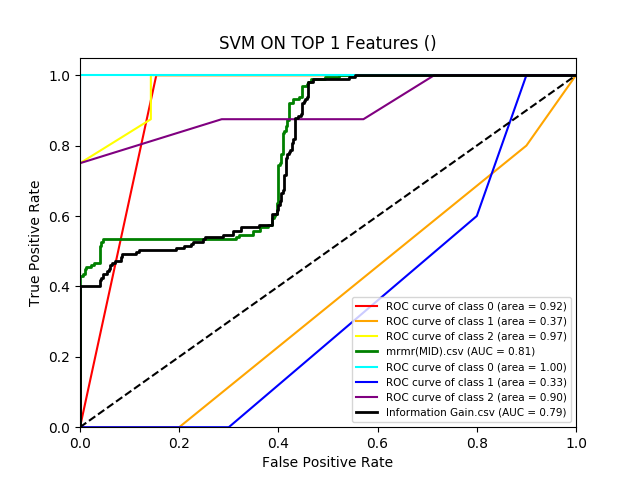 SVM ON TOP 1 Features ()
True Positive Rate
1.0
0.8
0.6
0.4
0.2
0.0
ROC curve of class 0 (area = 0.92)
ROC curve of class 1 (area = 0.37)
ROC curve of class 2 (area = 0.97)
mrmr(MID).csv (AUC = 0.81)
ROC curve of class 0 (area = 1.00)
ROC curve of class 1 (area = 0.33)
ROC curve of class 2 (area = 0.90)
Information Gain.csv (AUC = 0.79)
0.0 0.2 0.4 0.6 0.8 1.0
False Positive Rate